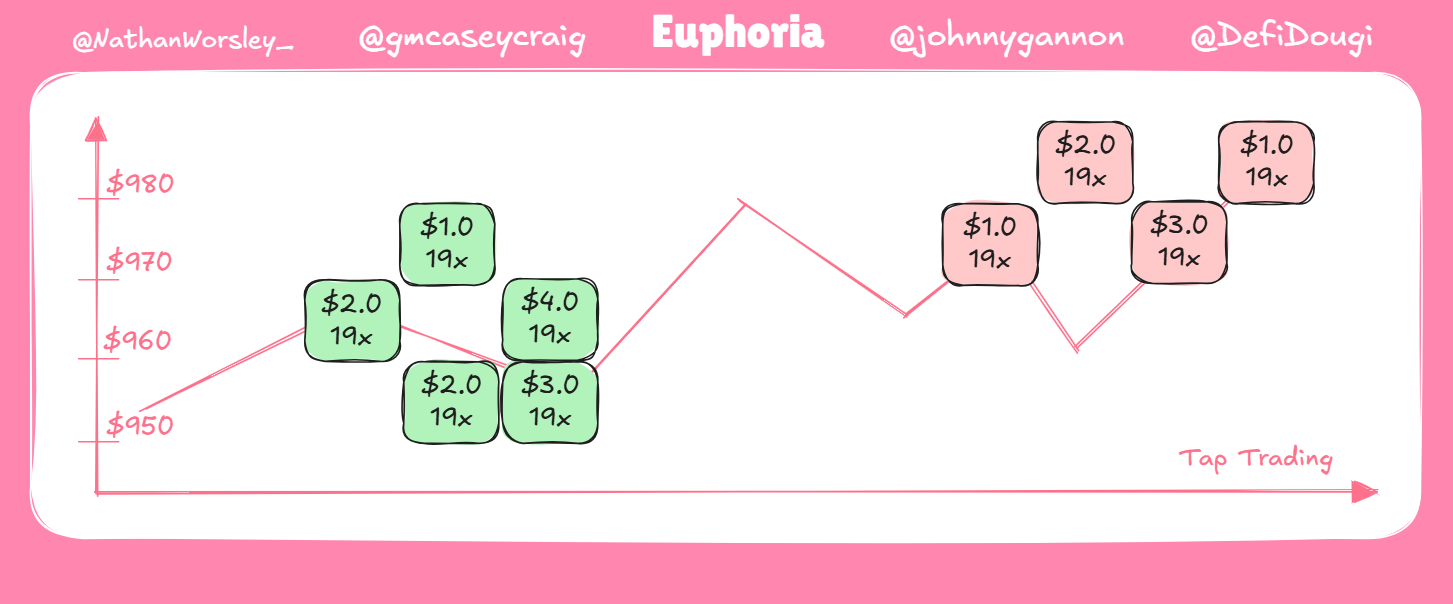 @NathanWorsley_
@gmcaseycraig
Euphoria
@johnnygannon
@DefiDougi
$980
$970
$960
$950
$2.0
19x
$1.0
19x
$2.0
19x
$4.0
19x
$3.0
19x
$1.0
19x
$2.0
19x
$3.0
19x
$1.0
19x
Tap Trading